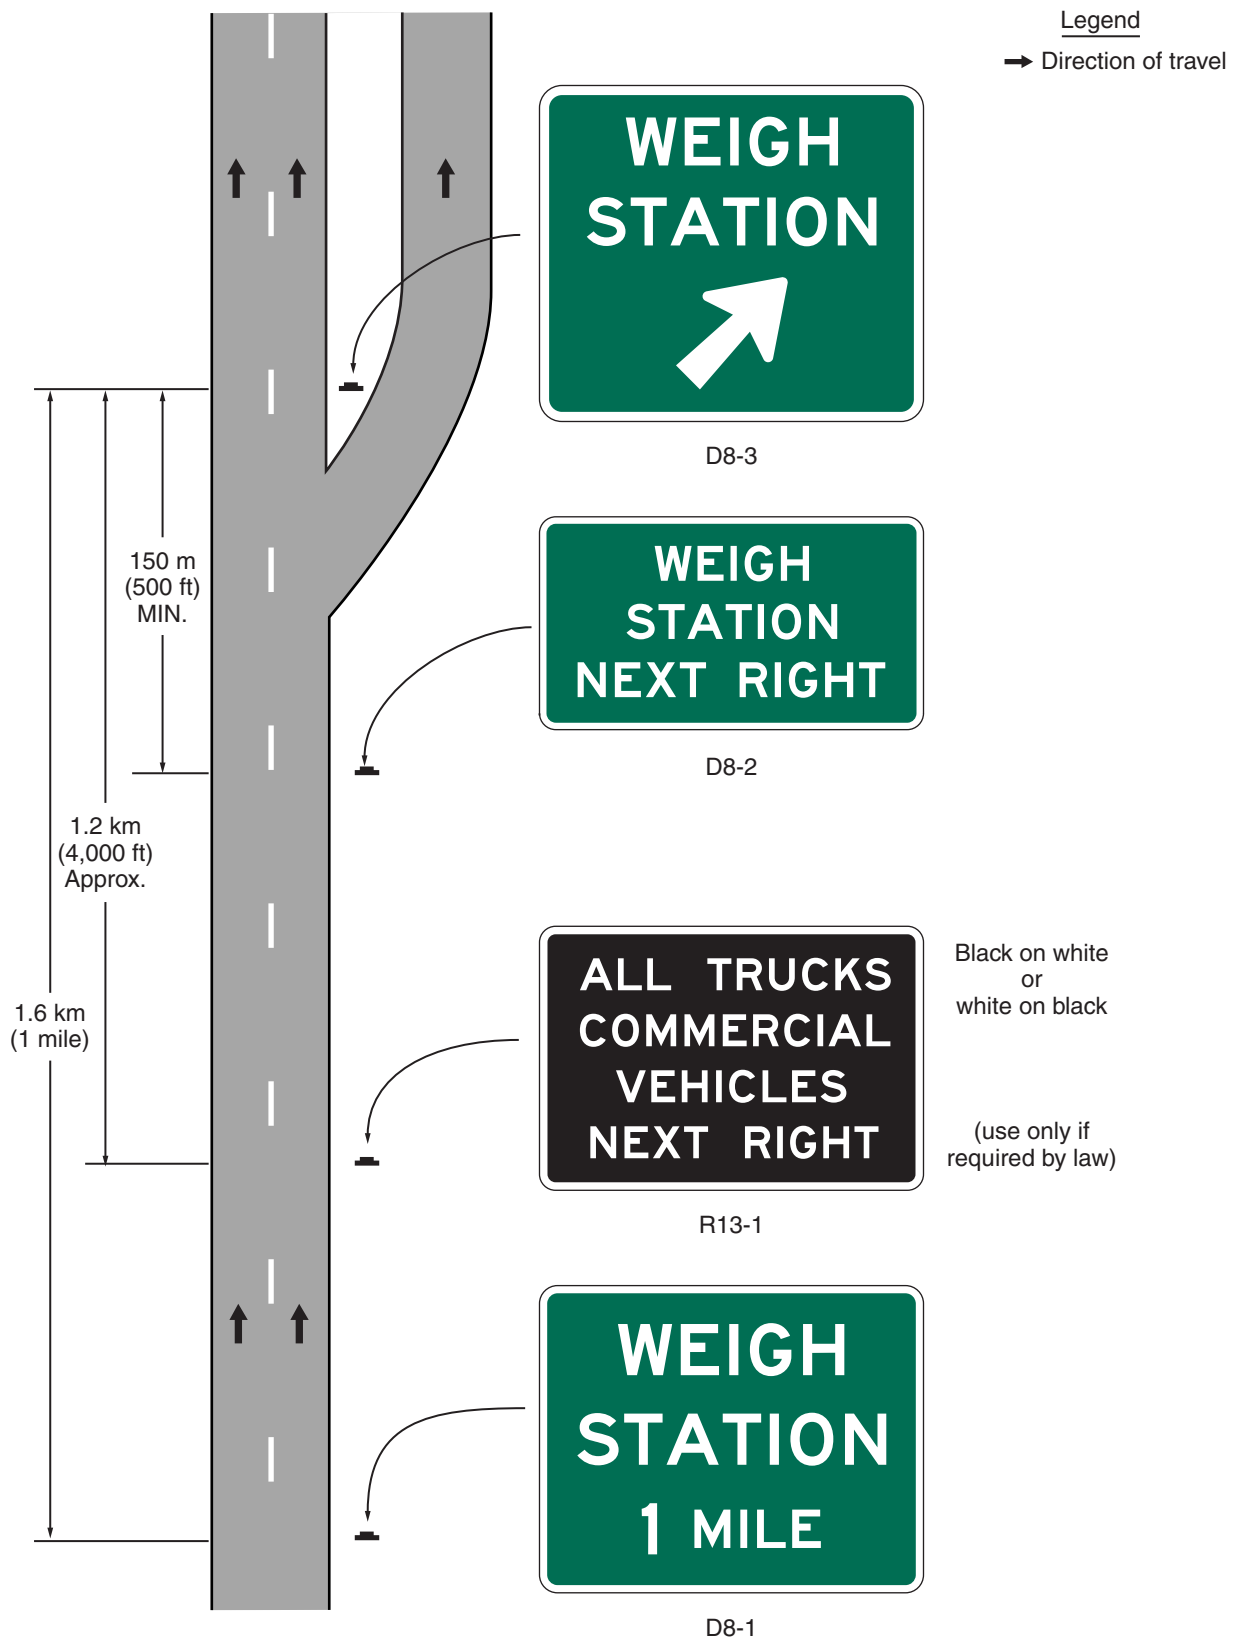 Legend
Direction of travel
WEIGH
STATION
D8-3
150 m
(500 ft)
MIN.
WEIGH
STATION
NEXT RIGHT
D8-2
1.2 km
(4,000 ft)
Approx.
1.6 km
(1 mile)
ALL TRUCKS
COMMERCIAL
VEHICLES
NEXT RIGHT
Black on white
or
white on black
(use only if
required by law)
R13-1
WEIGH
STATION
1 MILE
D8-1